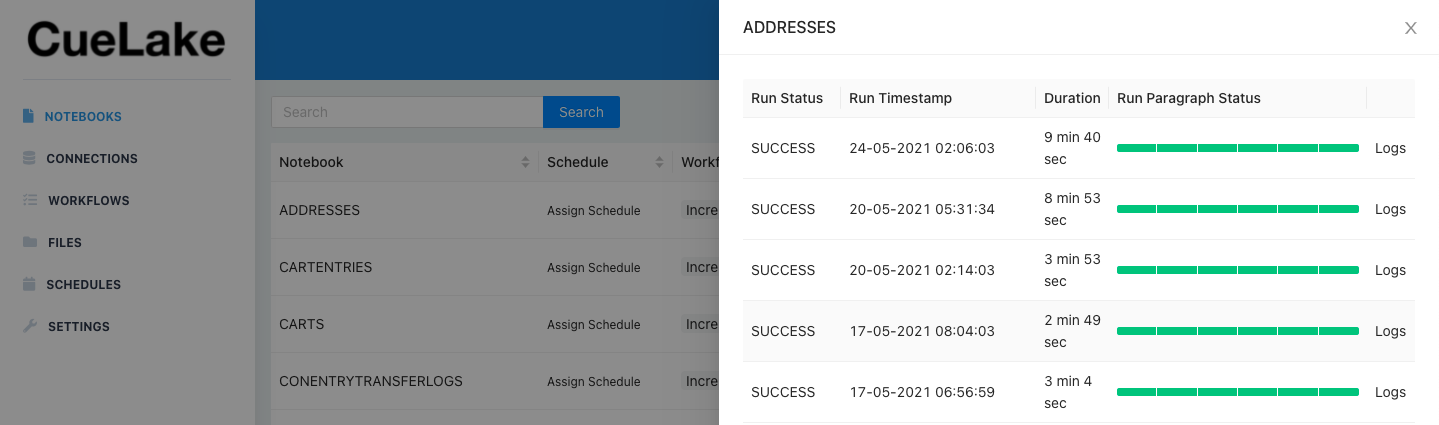 CueLake
NOTEBOOKS
CONNECTIONS
WORKFLOWS
FILES
SCHEDULES
SETTINGS
Search Search
Notebook Schedule Workf
ADDRESSES Assign Schedule Incre
CARTENTRIES Assign Schedule Incre
CARTS Assign Schedule Incre
CONENTRYTRANSFERLOGS Assign Schedule Incre
ADDRESSES
Run Status Run Timestamp Duration Run Paragraph Status
SUCCESS 24-05-2021 02:06:03 9 min 40 Logs
sec
SUCCESS 20-05-2021 05:31:34 8 min 53 Logs
sec
SUCCESS 20-05-2021 02:14:03 3 min 53 Logs
sec
SUCCESS 17-05-2021 08:04:03 2 min 49 Logs
sec
SUCCESS 17-05-2021 06:56:59 3 min 4 Logs
sec